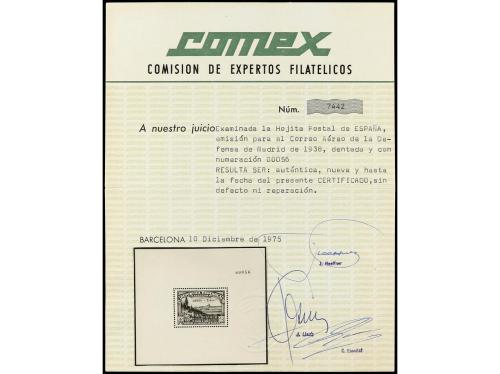 comex
COMISION DE EXPERTOS FILATELICOS
Núm. 7442
A nuestro juicio Examinada la Hojita Postal de ESPAÑA,
emisión para el Correo Aéreo de la De-
fensa de Madrid de 1938, dentada y con
numeración 00056
RESULTA SER: auténtica, nueva y hasta
la fecha del presente CERTIFICADO, sin
defecto ni reparación.
BARCELONA 10 Diciembre de 1975
00056